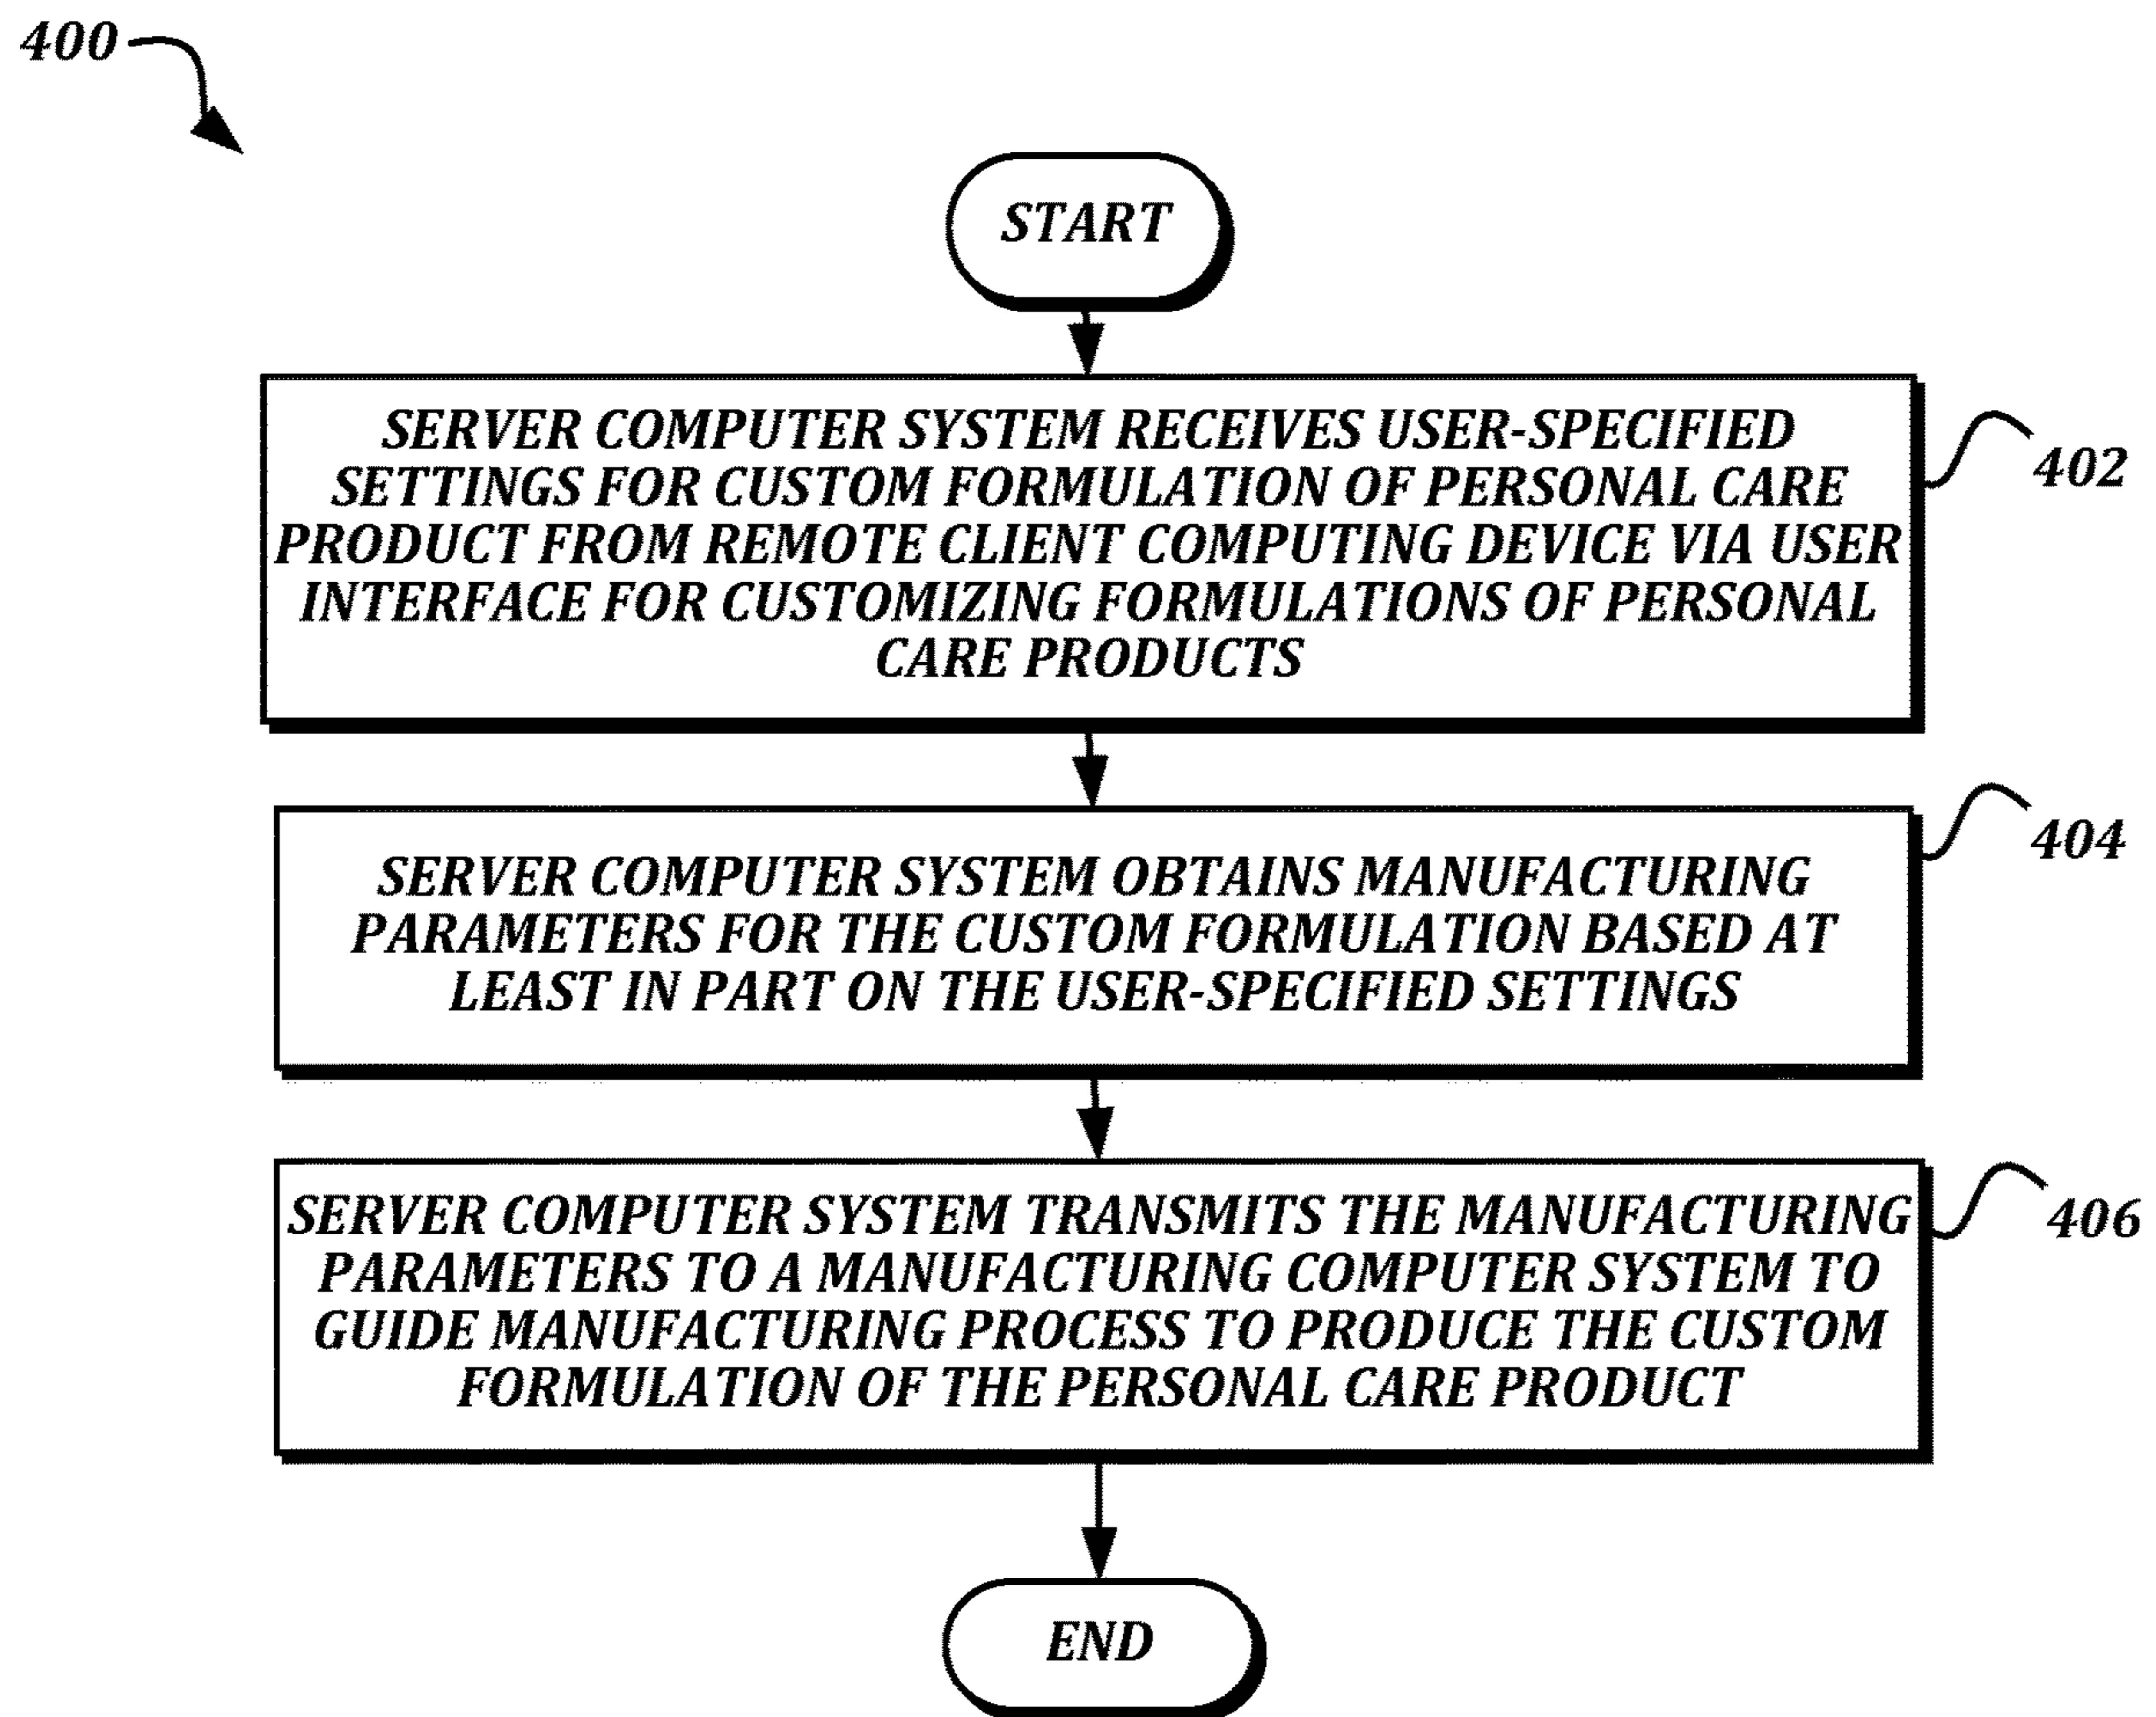 400
START
SERVER COMPUTER SYSTEM RECEIVES USER-SPECIFIED
SETTINGS FOR CUSTOM FORMULATION OF PERSONAL CARE
PRODUCT FROM REMOTE CLIENT COMPUTING DEVICE VIA USER
INTERFACE FOR CUSTOMIZING FORMULATIONS OF PERSONAL
CARE PRODUCTS
402
SERVER COMPUTER SYSTEM OBTAINS MANUFACTURING
PARAMETERS FOR THE CUSTOM FORMULATION BASED AT
LEAST IN PART ON THE USER-SPECIFIED SETTINGS
404
SERVER COMPUTER SYSTEM TRANSMITS THE MANUFACTURING
PARAMETERS TO A MANUFACTURING COMPUTER SYSTEM TO
GUIDE MANUFACTURING PROCESS TO PRODUCE THE CUSTOM
FORMULATION OF THE PERSONAL CARE PRODUCT
406
END